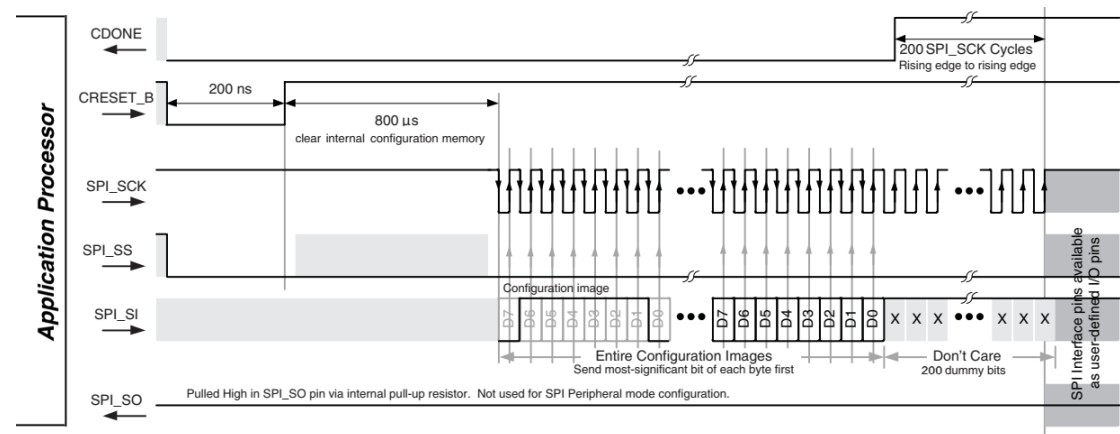 Application Processor
CDONE
200 SPI_SCK Cycles
Rising edge to rising edge
CRESET_B
200 ns
800 µs
clear internal configuration memory
SPI_SCK
SPI_SS
Configuration image
SPI_SI
D7 D6 D5 D4 D3 D2 D1 D0
D7 D6 D5 D4 D3 D2 D1 D0
X X X X X X
Entire Configuration Images
Send most-significant bit of each byte first
Don't Care
200 dummy bits
SPI Interface pins available
as user-defined I/O pins
SPI_SO
Pulled High in SPI_SO pin via internal pull-up resistor. Not used for SPI Peripheral mode configuration.